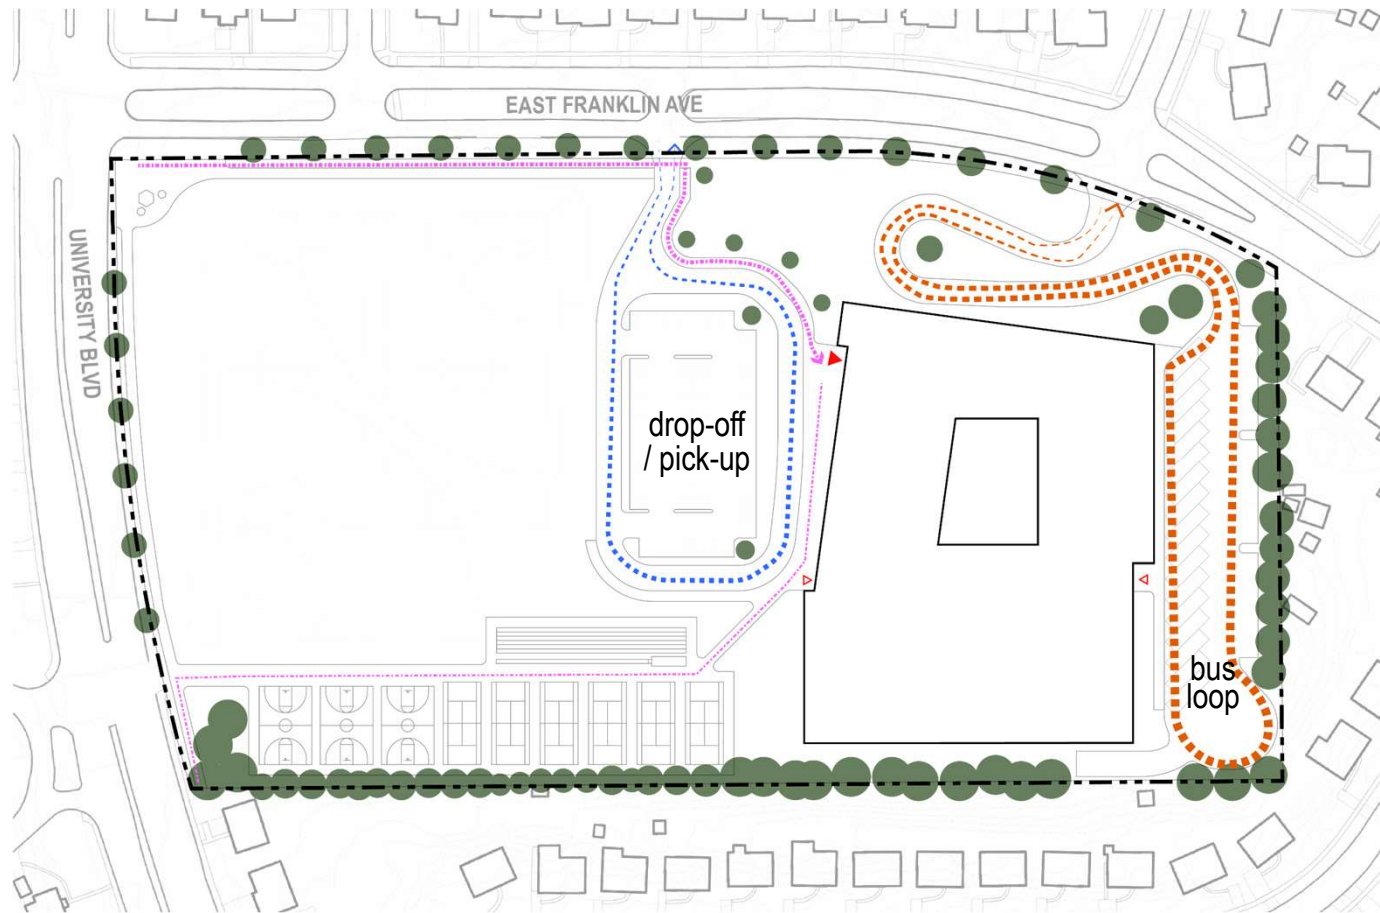 EAST FRANKLIN AVE
UNIVERSITY BLVD
drop-off
/ pick-up
bus
loop